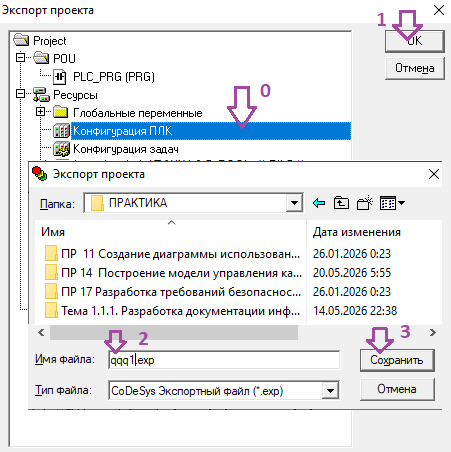 Экспорт проекта
1
Project
POU
PLC_PRG (PRG)
Ресурсы
Глобальные переменные
Конфигурация ПЛК
Конфигурация задач
0
OK
Отмена
Экспорт проекта
Папка:
ПРАКТИКА
Имя
Дата изменения
ПР 11 Создание диаграммы использован...
26.01.2026 0:23
ПР 14 Построение модели управления ка...
20.05.2026 5:55
ПР 17 Разработка требований безопаснос...
26.01.2026 0:23
Тема 1.1.1. Разработка документации инф...
14.05.2026 22:38
2
3
Имя файла:
qqq1.exp
Сохранить
Тип файла:
CoDeSys Экспортный файл (*.exp)
Отмена